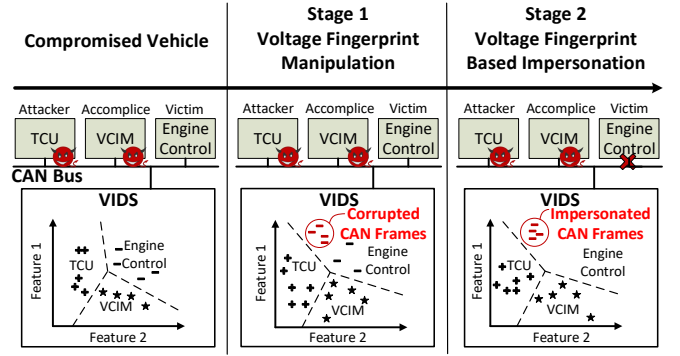 Compromised Vehicle
Stage 1
Voltage Fingerprint
Manipulation
Stage 2
Voltage Fingerprint
Based Impersonation
Attacker Accomplice Victim
TCU VCIM Engine
Control
CAN Bus
VIDS
Feature 1
TCU
Engine
Control
VCIM
Feature 2
Attacker Accomplice Victim
TCU VCIM Engine
Control
VIDS
Corrupted
CAN Frames
Feature 1
TCU
Engine
Control
VCIM
Feature 2
Attacker Accomplice Victim
TCU VCIM Engine
Control
VIDS
Impersonated
CAN Frames
Feature 1
TCU
Engine
Control
VCIM
Feature 2